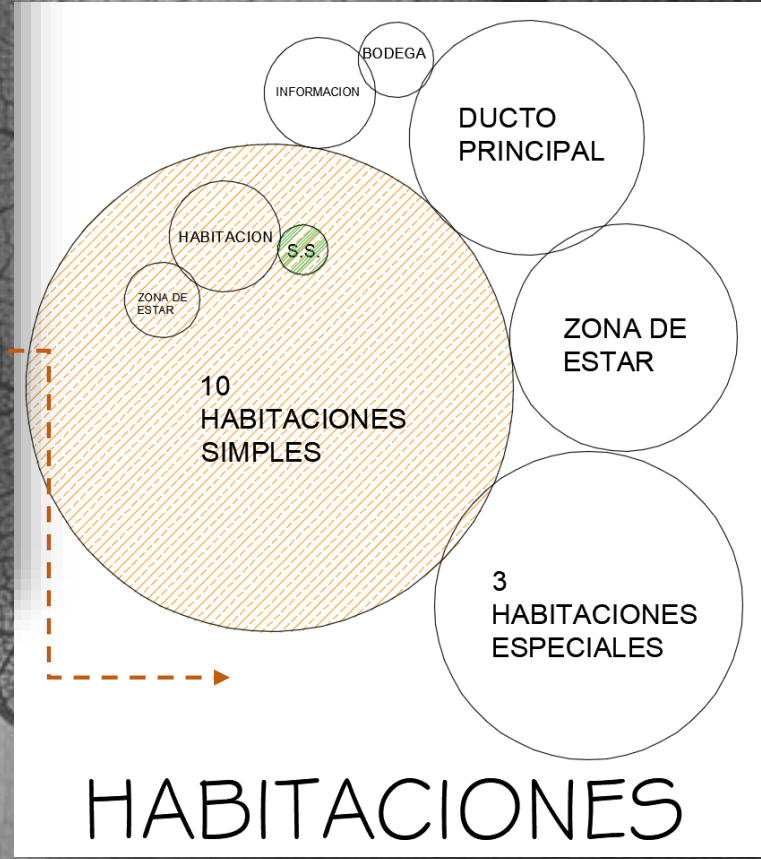 BODEGA
INFORMACION
DUCTO
PRINCIPAL
HABITACION
S.S.
ZONA DE
ESTAR
ZONA DE
ESTAR
10
HABITACIONES
SIMPLES
3
HABITACIONES
ESPECIALES
HABITACIONES